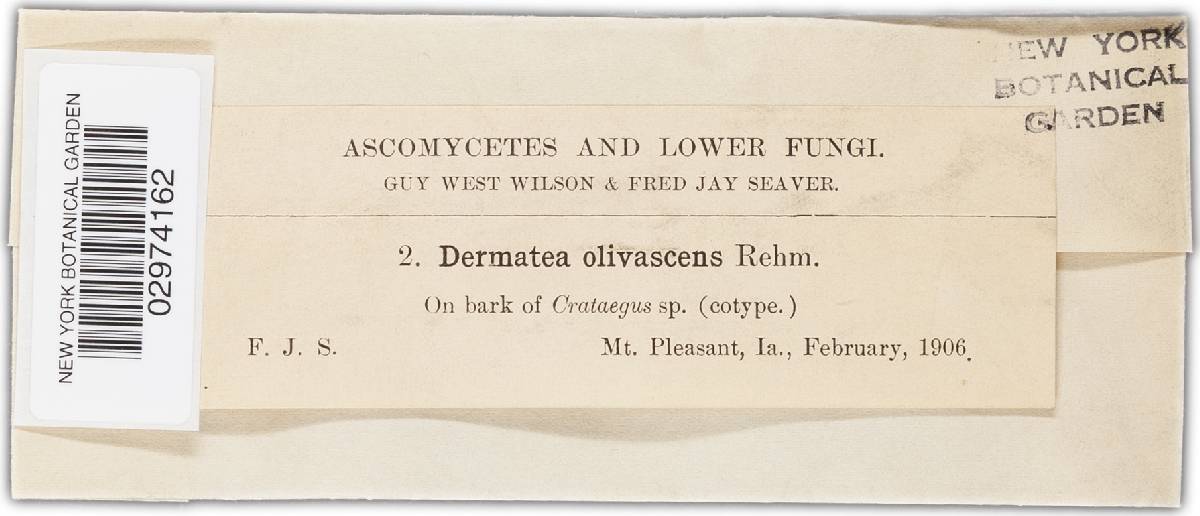 NEW YORK BOTANICAL GARDEN
02974162
NEW YORK
BOTANICAL
GARDEN
ASCOMYCETES AND LOWER FUNGI.
GUY WEST WILSON & FRED JAY SEAVER.
2. Dermatea olivascens Rehm.
On bark of Crataegus sp. (cotype.)
F. J. S. Mt. Pleasant, Ia., February, 1906.